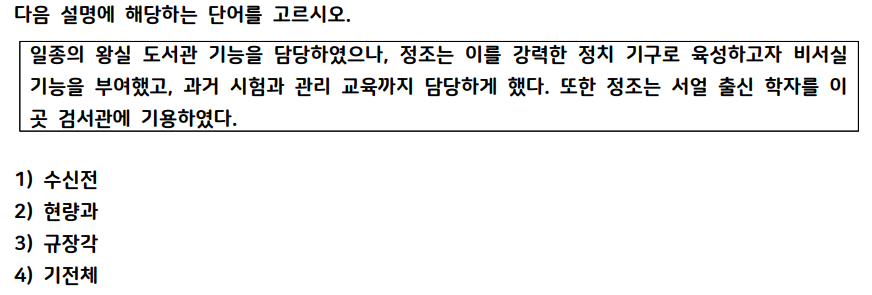 다음 설명에 해당하는 단어를 고르시오.
일종의 왕실 도서관 기능을 담당하였으나, 정조는 이를 강력한 정치 기구로 육성하고자 비서실
기능을 부여했고, 과거 시험과 관리 교육까지 담당하게 했다. 또한 정조는 서얼 출신 학자를 이
곳 검서관에 기용하였다.
1) 수신전
2) 현량과
3) 규장각
4) 기전체